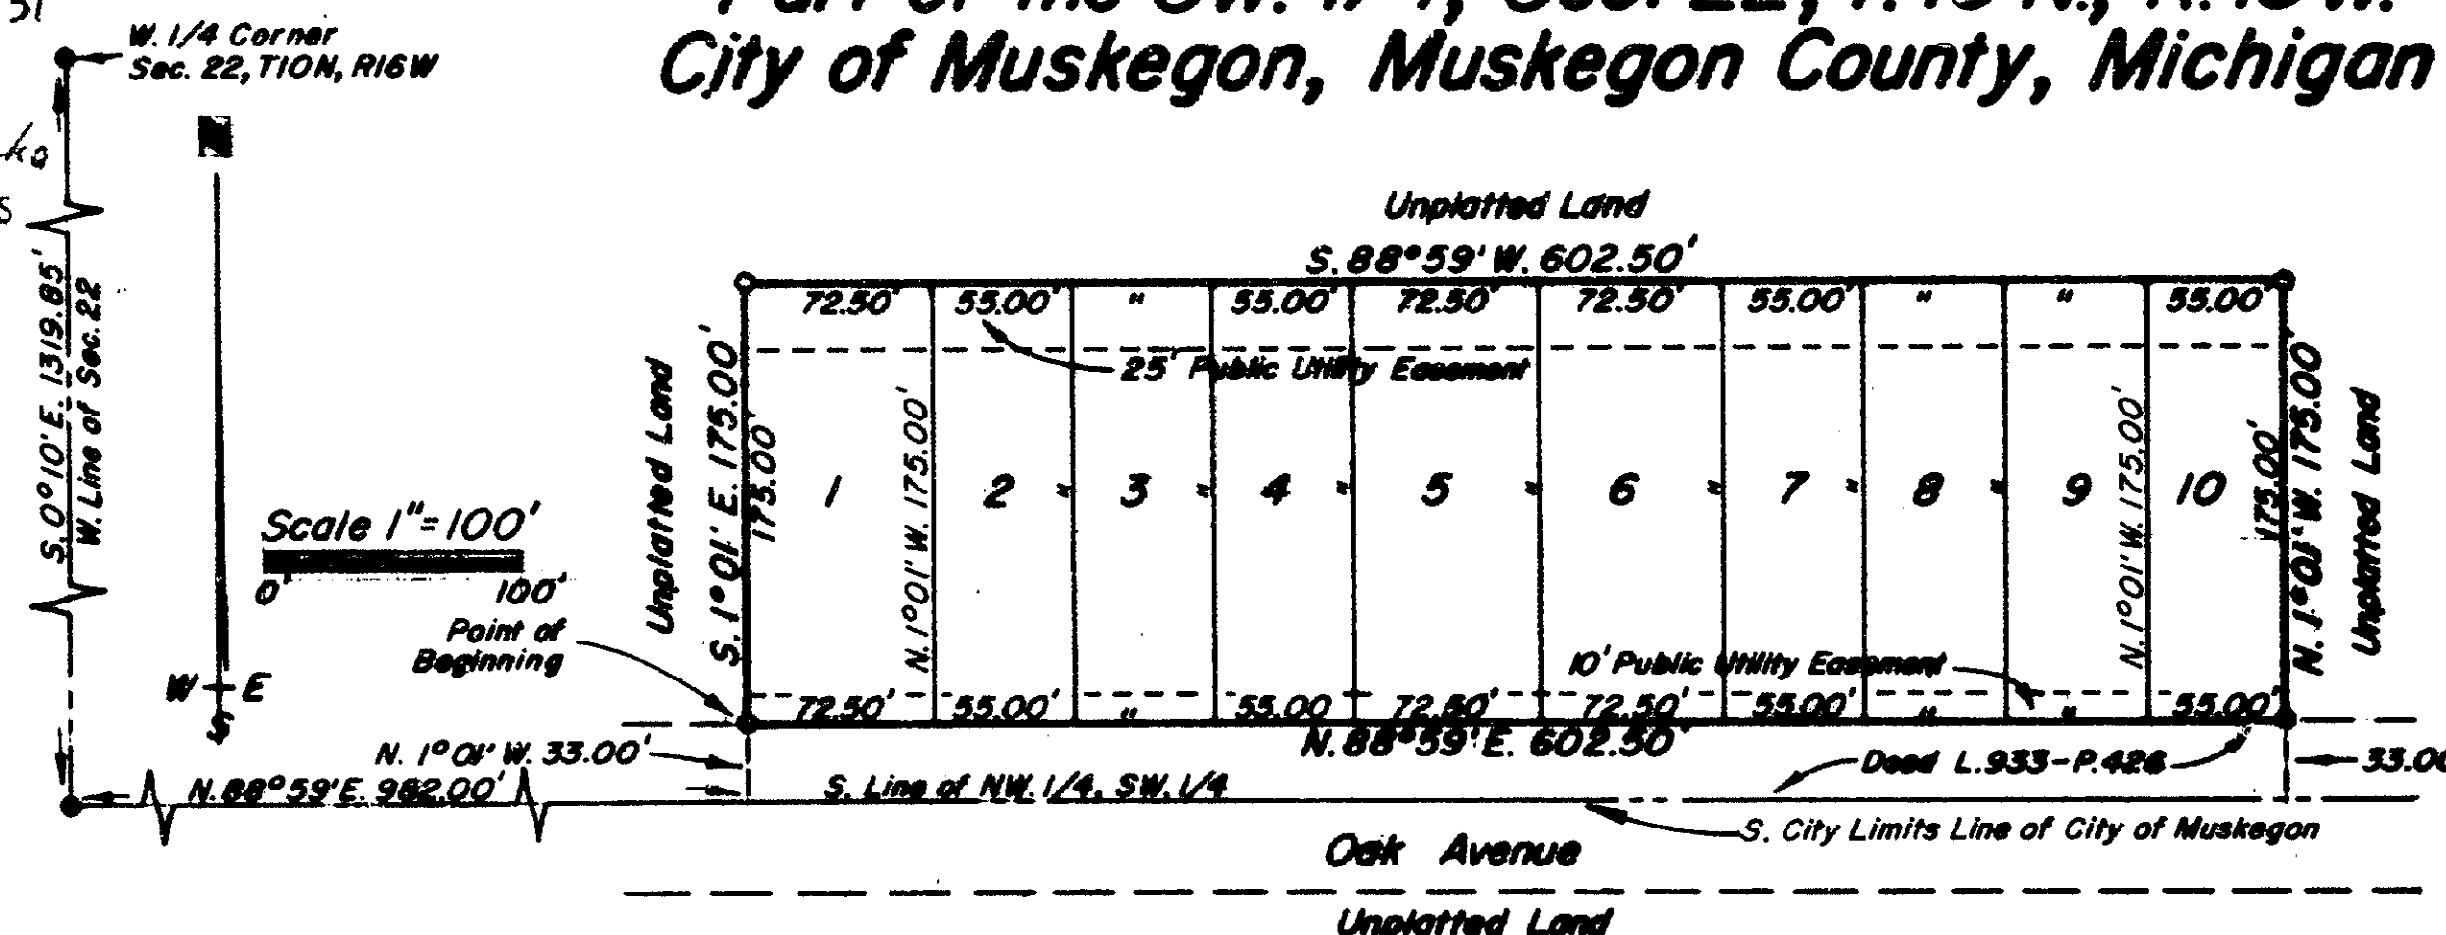 W. 1/4 Corner
Sec. 22, T10N, R16W
City of Muskegon, Muskegon County, Michigan
S. 0°10' E. 1319.85'
W. Line of Sec. 22
Scale 1"=100'
0' 100'
W E
S
Point of
Beginning
Unplatted Land
S. 88°59' W. 602.50'
72.50' 55.00' " 55.00' 72.50' 72.50' 55.00' " " 55.00'
25' Public Utility Easement
Unplatted Land
S. 1°01' E. 175.00'
175.00'
N. 1°01' W. 175.00'
1 2 " 3 " 4 " 5 " 6 " 7 " 8 " 9 10
N. 1°01' W. 175.00'
175.00'
N. 1°01' W. 175.00'
Unplatted Land
10' Public Utility Easement
72.50' 55.00' " 55.00 72.50' 72.50' 55.00' " " 55.00'
N. 88°59' E. 602.50'
N. 1°01' W. 33.00'
N. 88°59' E. 962.00'
S. Line of NW. 1/4, SW. 1/4
Deed L.933-P.426
33.00
S. City Limits Line of City of Muskegon
Oak Avenue
Unplatted Land